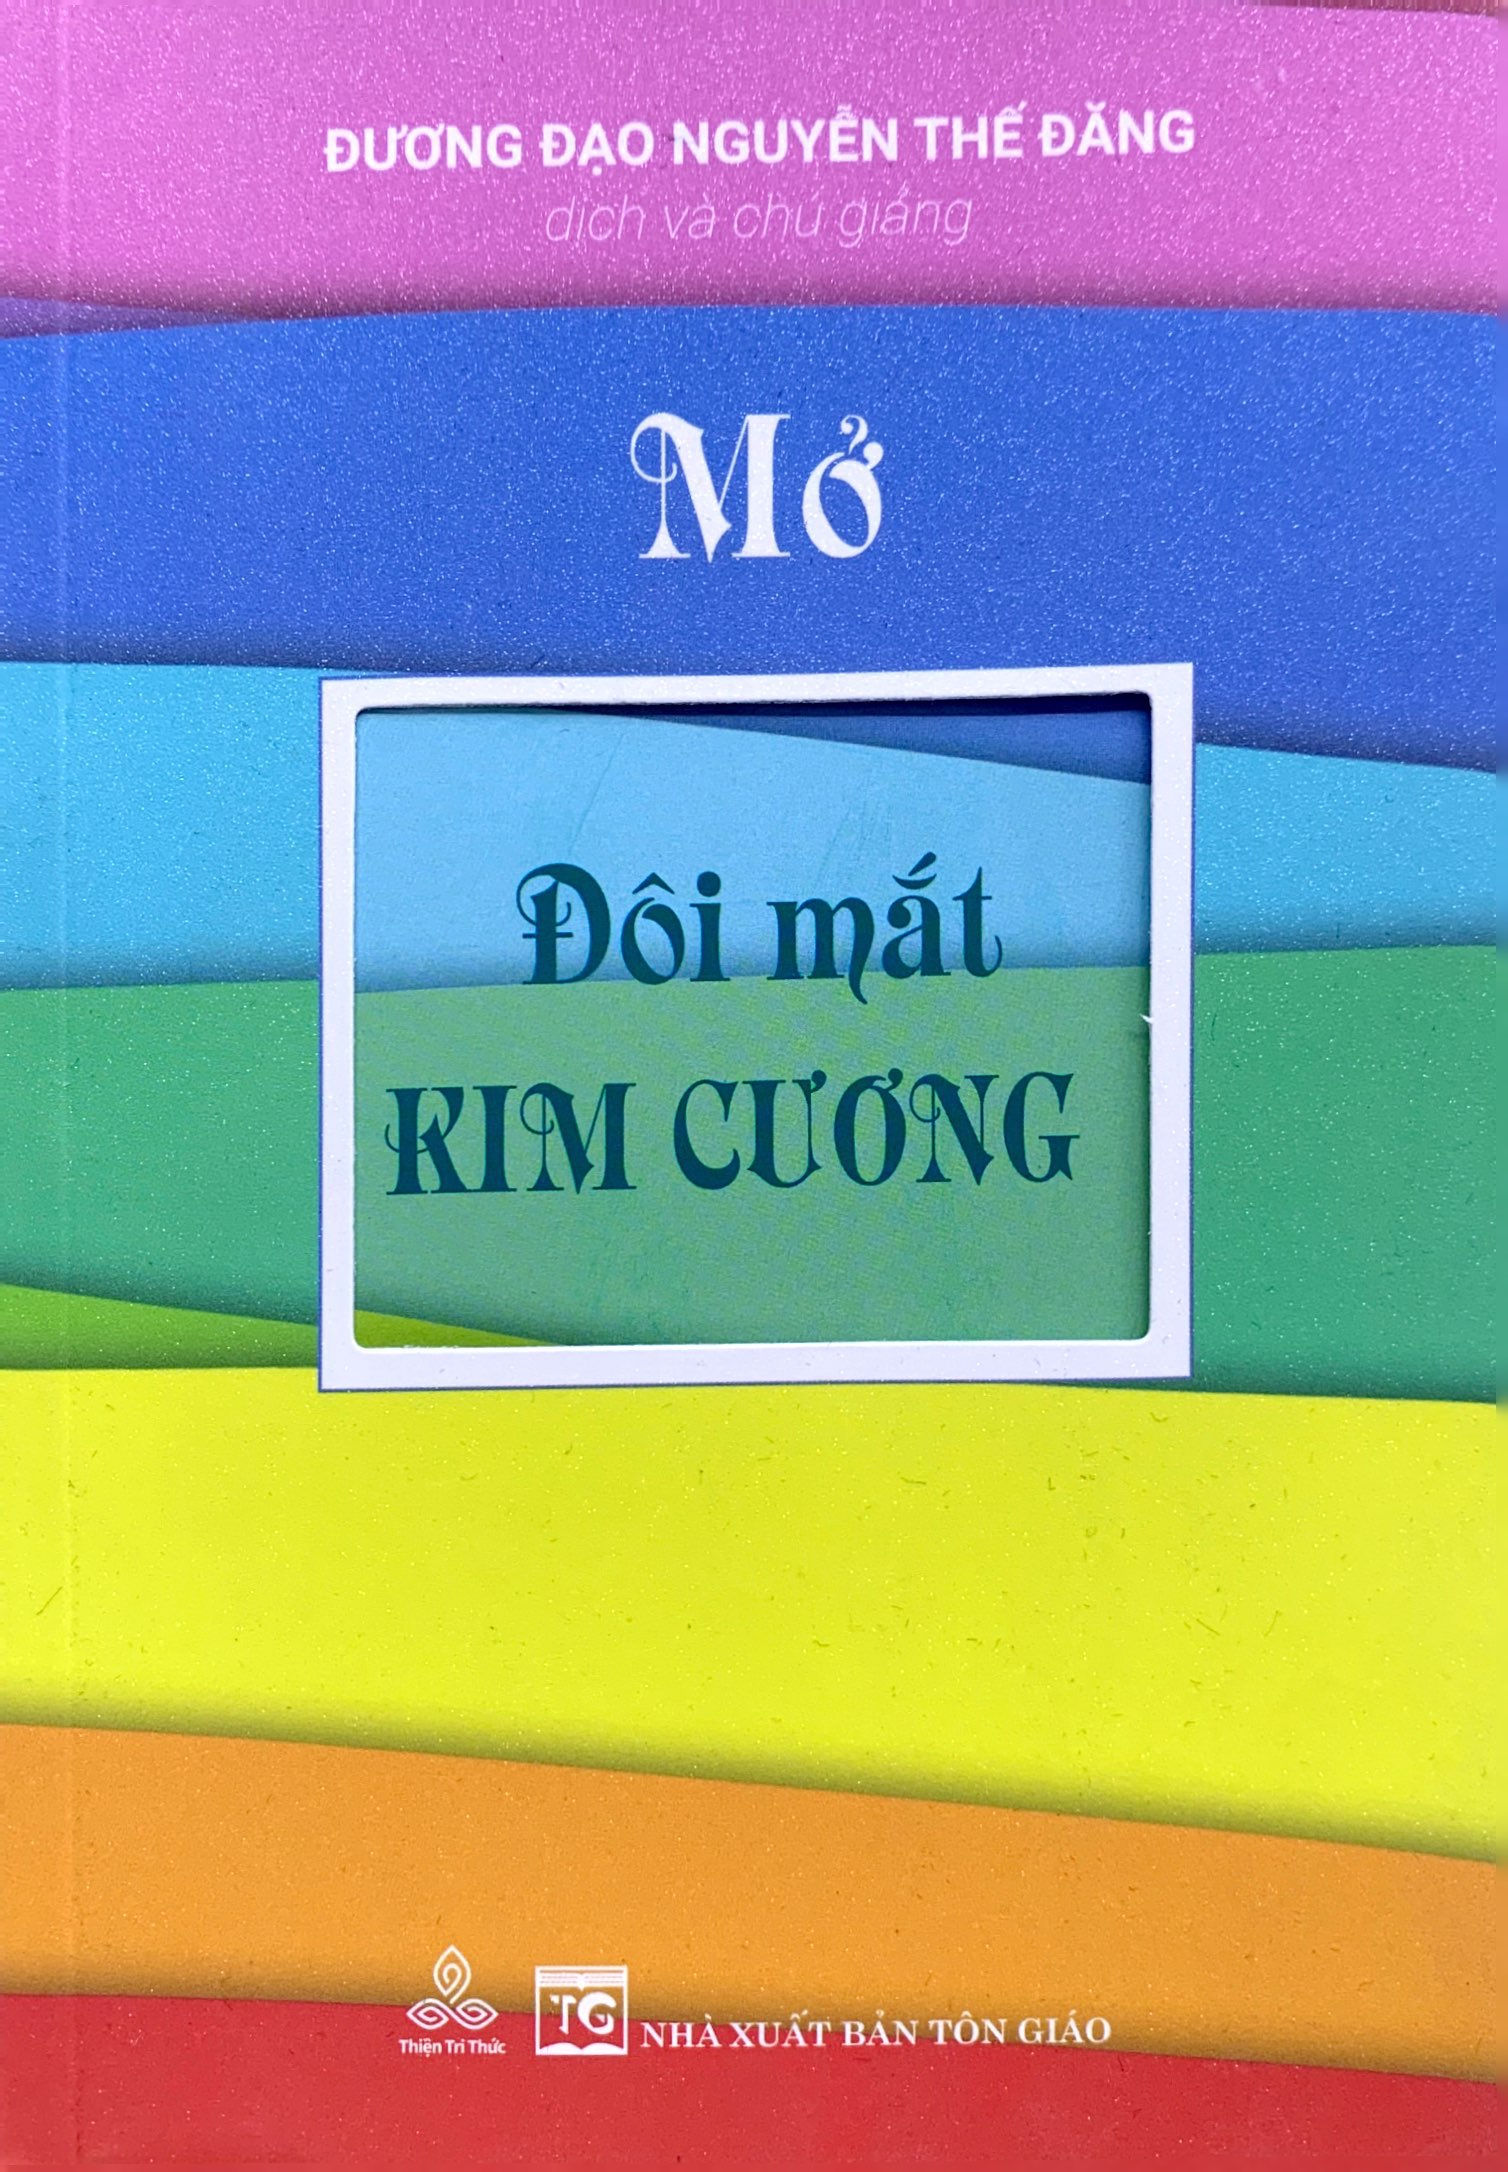 ĐƯƠNG ĐẠO NGUYỄN THẾ ĐĂNG
dịch và chú giảng
Mở
Đôi mắt
KIM CƯƠNG
Thiện Tri Thức
TG
NHÀ XUẤT BẢN TÔN GIÁO